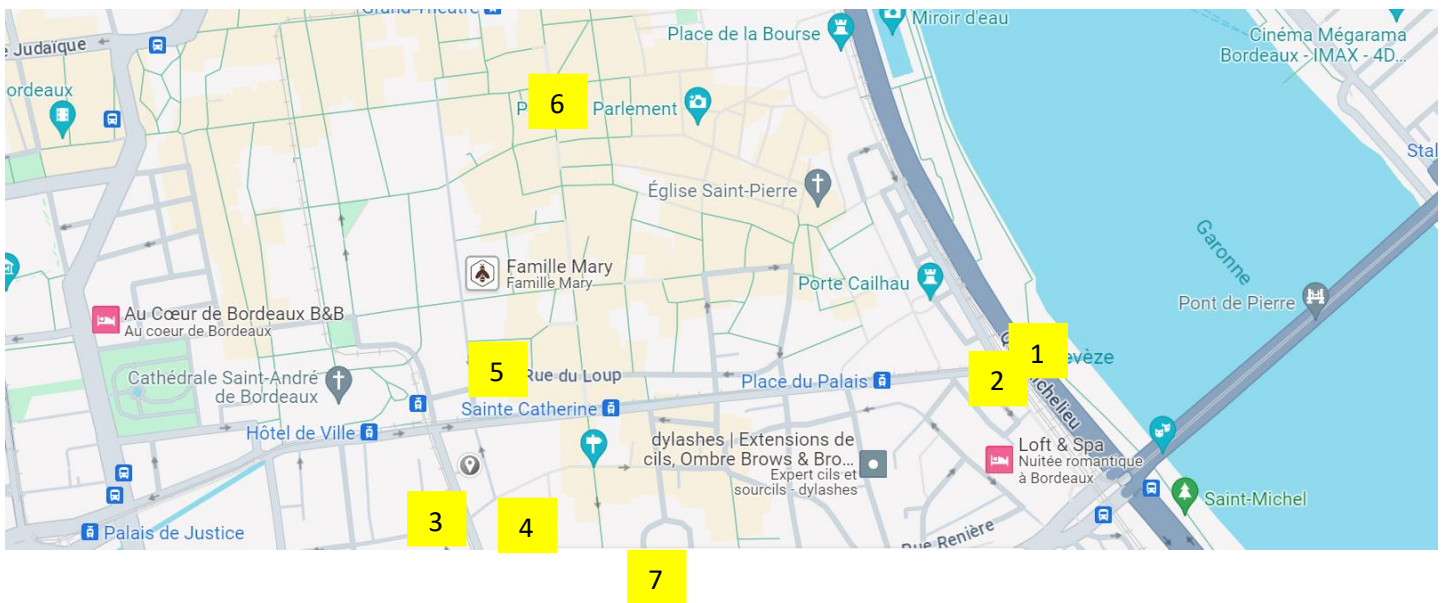 Miroir d'eau
Place de la Bourse
Judaïque
Cinéma Mégarama
Bordeaux - IMAX - 4D...
6
Parlement
Église Saint-Pierre
Garonne
Famille Mary
Famille Mary
Porte Cailhau
Pont de Pierre
Au Cœur de Bordeaux B&B
Au coeur de Bordeaux
1
5
Rue du Loup
Place du Palais
2
Cathédrale Saint-André
de Bordeaux
Sainte Catherine
Hôtel de Ville
dylashes | Extensions de
cils, Ombre Brows & Bro...
Expert cils et
sourcils - dylashes
Loft & Spa
Nuitée romantique
à Bordeaux
Saint-Michel
3
4
Palais de Justice
Rue Renière
7